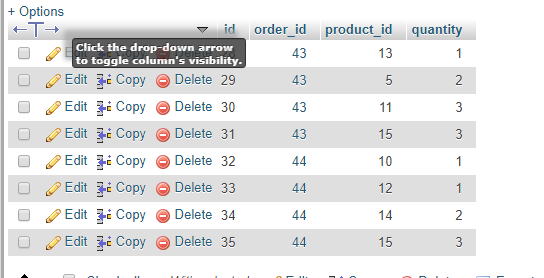 + Options
id order_id product_id quantity
Click the drop-down arrow
to toggle column's visibility.
43 13 1
Edit Copy Delete 29 43 5 2
Edit Copy Delete 30 43 11 3
Edit Copy Delete 31 43 15 3
Edit Copy Delete 32 44 10 1
Edit Copy Delete 33 44 12 1
Edit Copy Delete 34 44 14 2
Edit Copy Delete 35 44 15 3